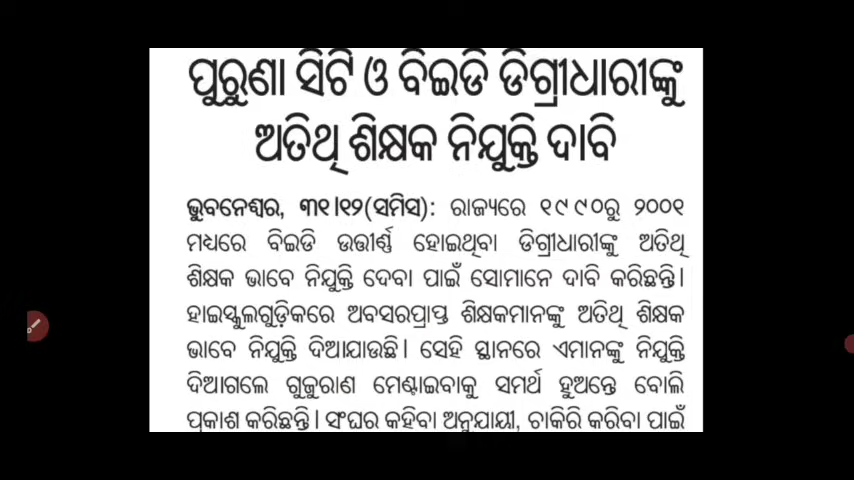 ପୁରୁଣା ସିଟି ଓ ବିଇଡି ଡିଗ୍ରୀଧାରୀଙ୍କୁ
ଅତିଥି ଶିକ୍ଷକ ନିଯୁକ୍ତି ଦାବି
ଭୁବନେଶ୍ୱର, ୩୧।୧୨(ସମିସ): ରାଜ୍ୟରେ ୧୯୯୦ରୁ ୨୦୦୧
ମଧ୍ୟରେ ବିଇଡି ଉତ୍ତୀର୍ଣ୍ଣ ହୋଇଥିବା ଡିଗ୍ରୀଧାରୀଙ୍କୁ ଅତିଥି
ଶିକ୍ଷକ ଭାବେ ନିଯୁକ୍ତି ଦେବା ପାଇଁ ସେମାନେ ଦାବି କରିଛନ୍ତି।
ହାଇସ୍କୁଲଗୁଡ଼ିକରେ ଅବସରପ୍ରାପ୍ତ ଶିକ୍ଷକମାନଙ୍କୁ ଅତିଥି ଶିକ୍ଷକ
ଭାବେ ନିଯୁକ୍ତି ଦିଆଯାଉଛି। ସେହି ସ୍ଥାନରେ ଏମାନଙ୍କୁ ନିଯୁକ୍ତି
ଦିଆଗଲେ ଗୁଜୁରାଣ ମେଣ୍ଟାଇବାକୁ ସମର୍ଥ ହୁଅନ୍ତେ ବୋଲି
ପ୍ରକାଶ କରିଛନ୍ତି। ସଂଘର କହିବା ଅନୁଯାୟୀ, ଚାକିରି କରିବା ପାଇଁ